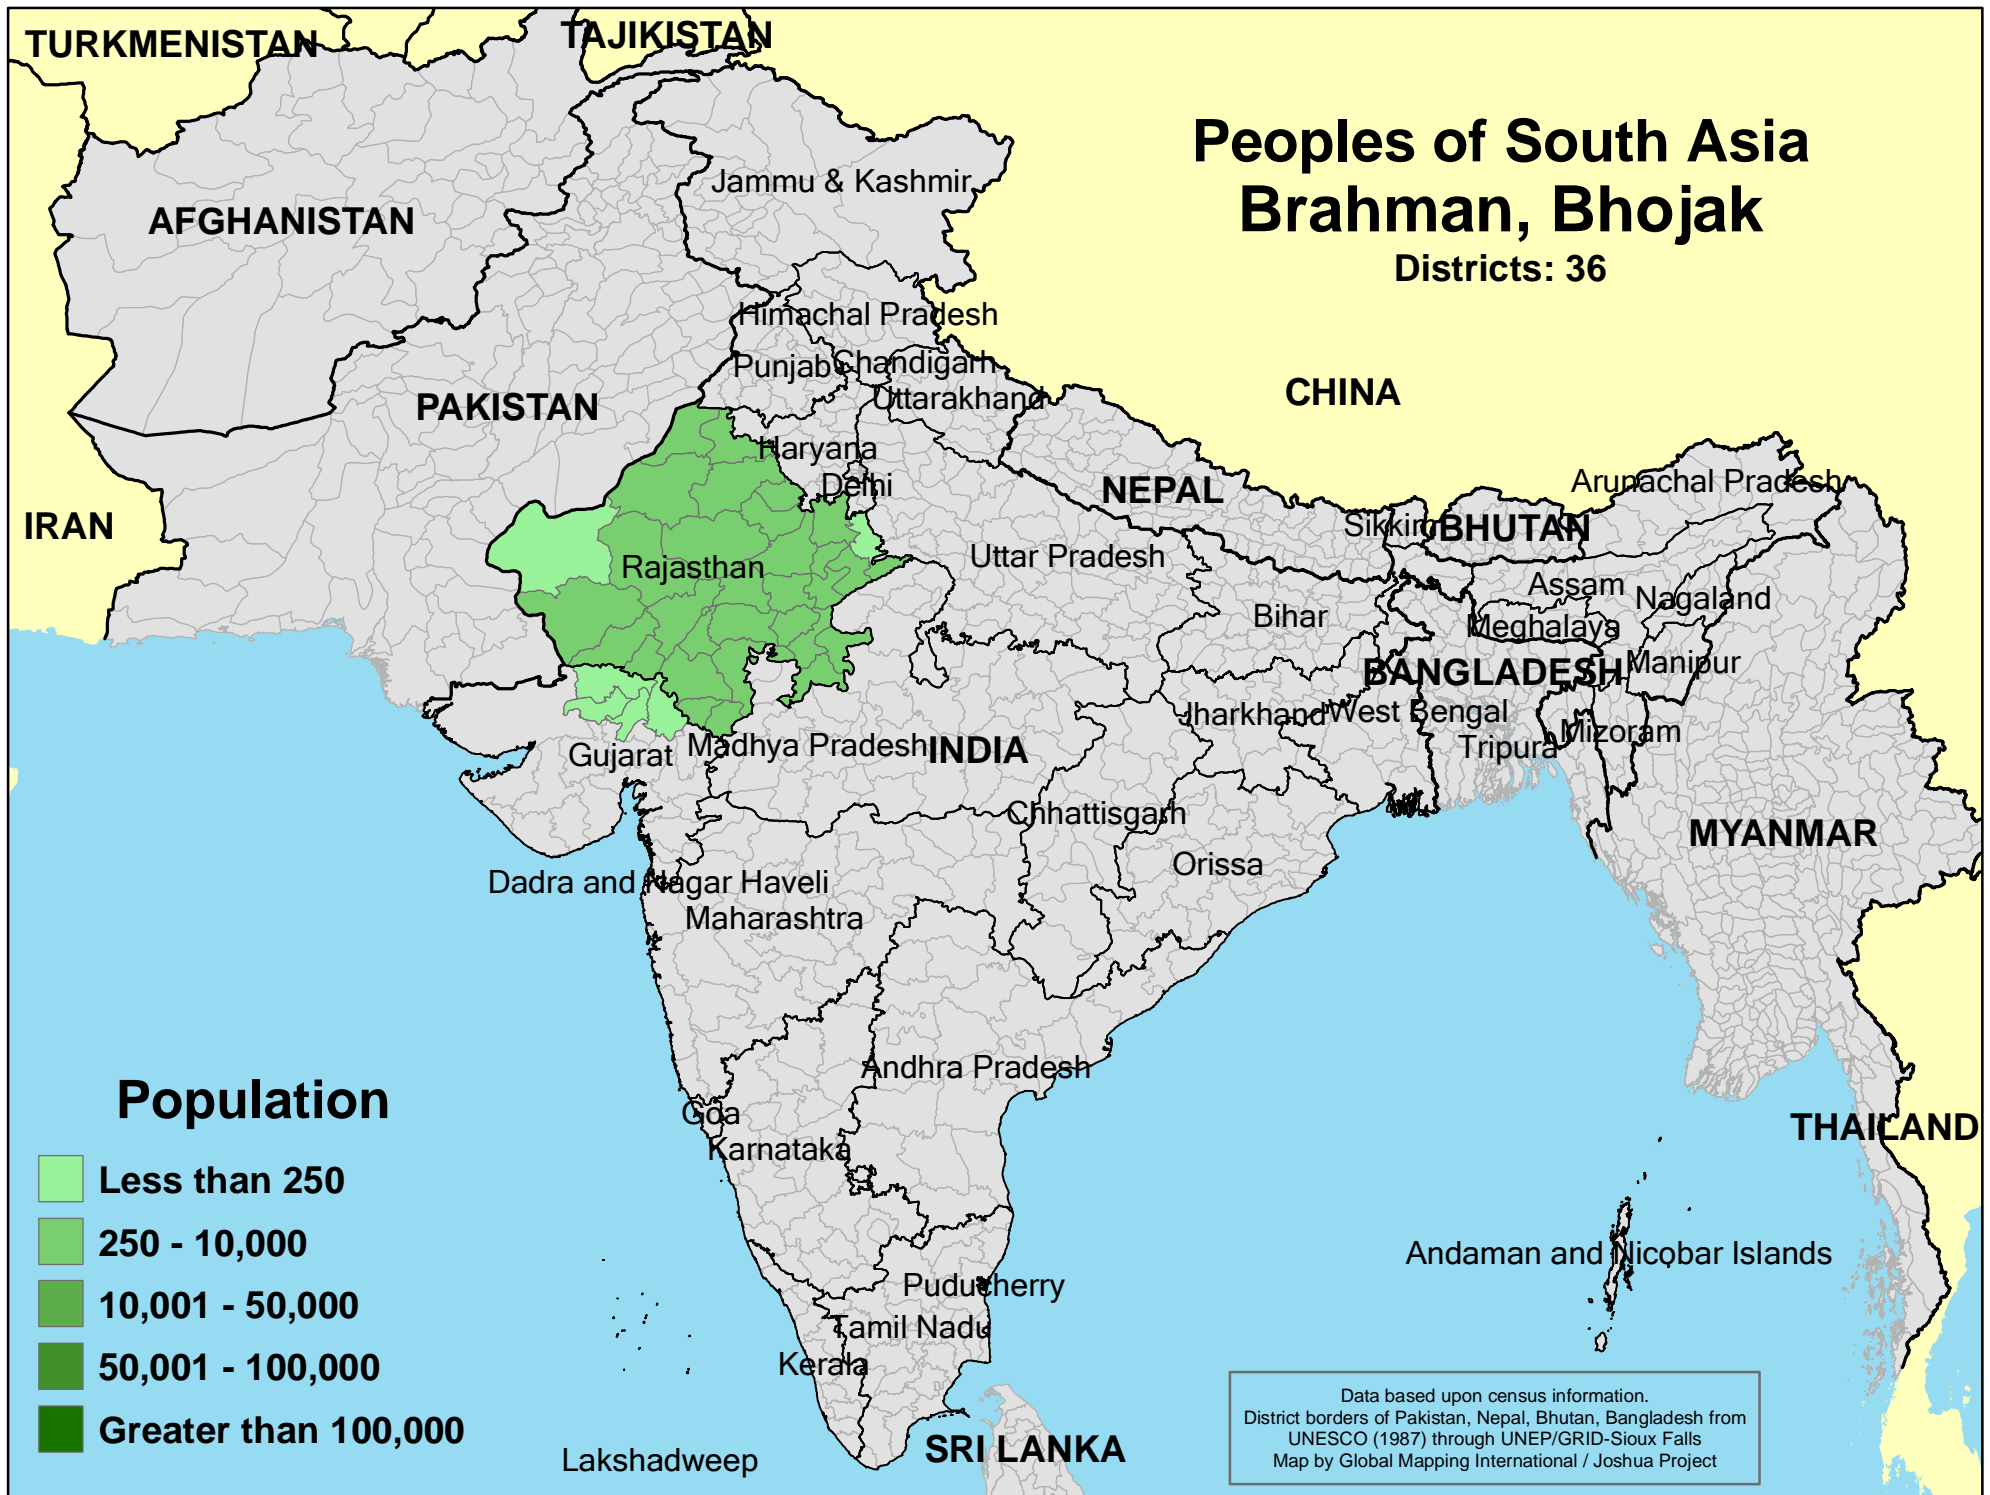 TURKMENISTAN
TAJIKISTAN
Peoples of South Asia
Brahman, Bhojak
Districts: 36
Jammu & Kashmir
AFGHANISTAN
Himachal Pradesh
Punjab
Chandigarh
Uttarakhand
CHINA
PAKISTAN
Haryana
Delhi
Arunachal Pradesh
NEPAL
IRAN
Sikkim
BHUTAN
Uttar Pradesh
Rajasthan
Assam
Nagaland
Bihar
Meghalaya
Manipur
BANGLADESH
Jharkhand
West Bengal
Mizoram
Tripura
Gujarat
Madhya Pradesh
INDIA
Chhattisgarh
MYANMAR
Orissa
Dadra and Nagar Haveli
Maharashtra
Andhra Pradesh
Goa
Karnataka
THAILAND
Population
Less than 250
250 - 10,000
10,001 - 50,000
50,001 - 100,000
Greater than 100,000
Andaman and Nicobar Islands
Puducherry
Tamil Nadu
Kerala
Lakshadweep
SRI LANKA
Data based upon census information.
District borders of Pakistan, Nepal, Bhutan, Bangladesh from
UNESCO (1987) through UNEP/GRID-Sioux Falls
Map by Global Mapping International / Joshua Project